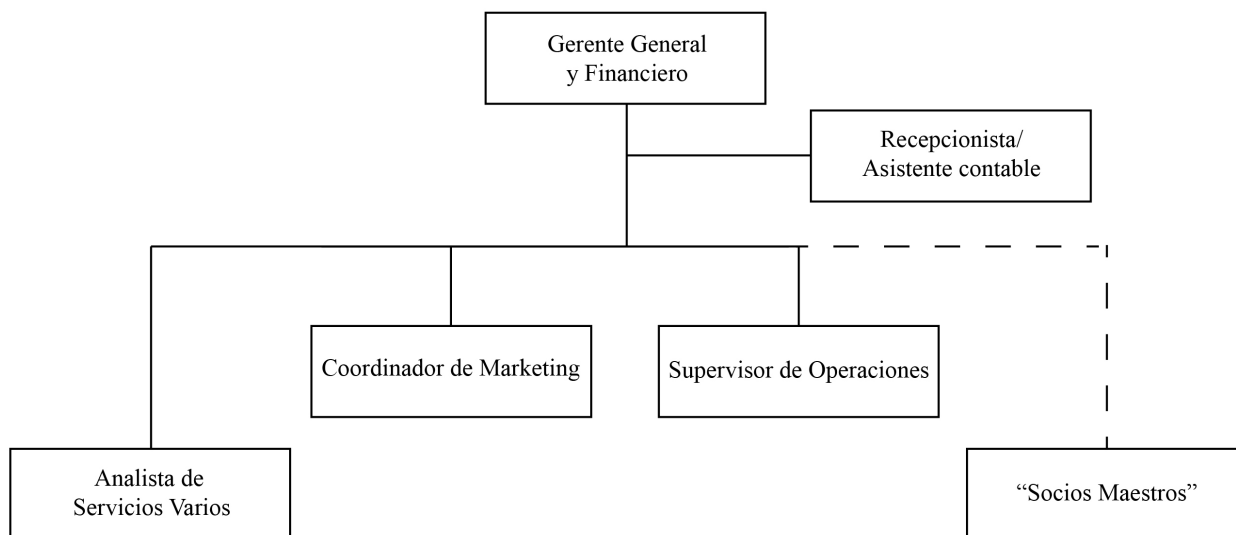 Gerente General
y Financiero
Recepcionista/
Asistente contable
Coordinador de Marketing
Supervisor de Operaciones
Analista de
Servicios Varios
“Socios Maestros”